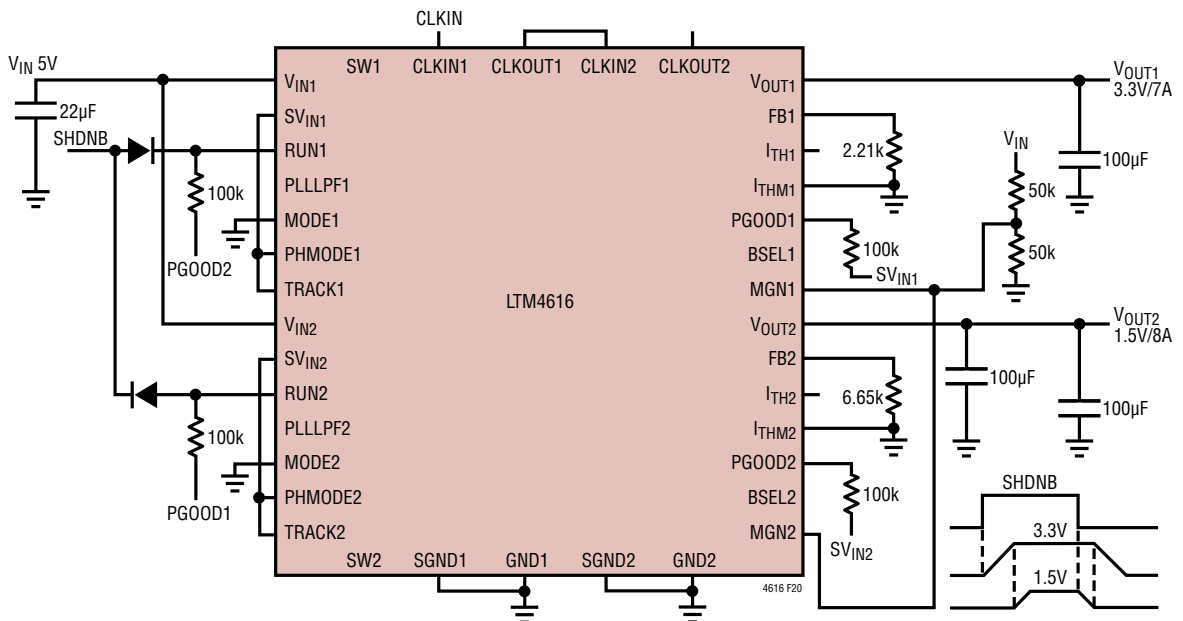 CLKIN
V_IN 5V
22µF
SHDNB
100k
PGOOD2
100k
PGOOD1
SW1 CLKIN1 CLKOUT1 CLKIN2 CLKOUT2
V_IN1
SV_IN1
RUN1
PLLLPF1
MODE1
PHMODE1
TRACK1
V_IN2
SV_IN2
RUN2
PLLLPF2
MODE2
PHMODE2
TRACK2
LTM4616
V_OUT1
FB1
I_TH1
I_THM1
PGOOD1
BSEL1
MGN1
V_OUT2
FB2
I_TH2
I_THM2
PGOOD2
BSEL2
MGN2
SW2 SGND1 GND1 SGND2 GND2
4616 F20
2.21k
100k
SV_IN1
V_IN
50k
50k
V_OUT1
3.3V/7A
100µF
V_OUT2
1.5V/8A
6.65k
100µF
100µF
100k
SV_IN2
SHDNB
3.3V
1.5V